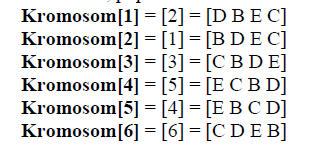 Kromosom[1] = [2] = [D B E C]
Kromosom[2] = [1] = [B D E C]
Kromosom[3] = [3] = [C B D E]
Kromosom[4] = [5] = [E C B D]
Kromosom[5] = [4] = [E B C D]
Kromosom[6] = [6] = [C D E B]